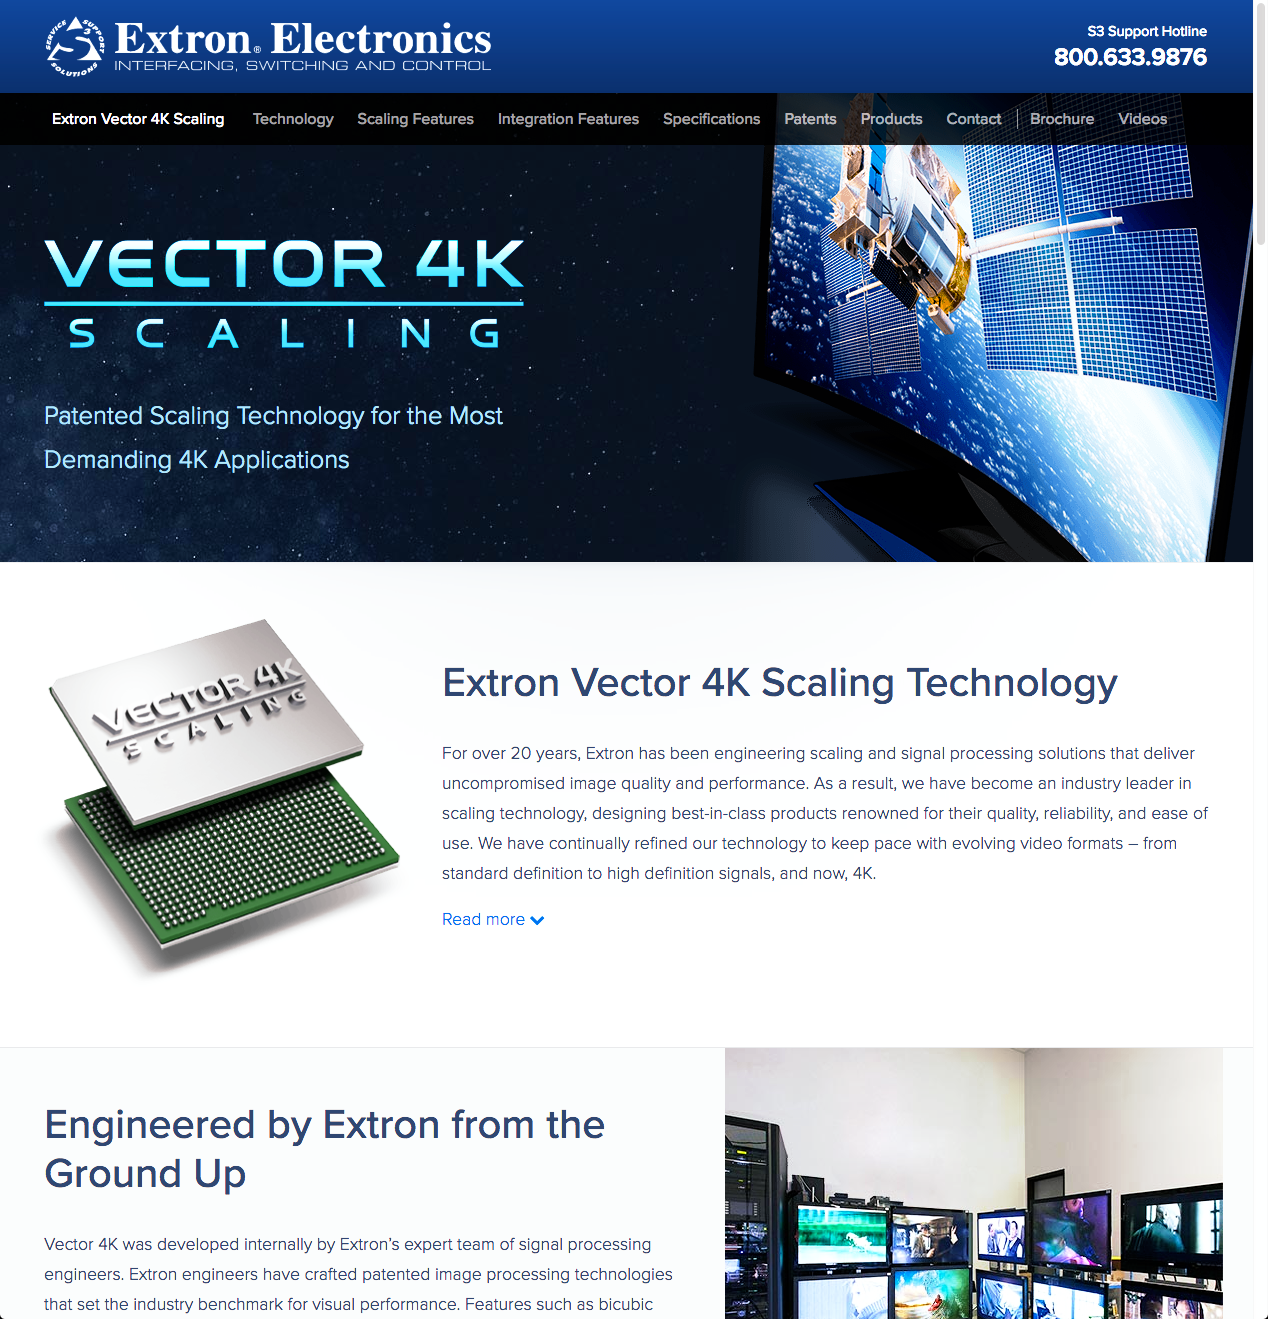 SERVICE SUPPORT SOLUTIONS
S3
Extron® Electronics
INTERFACING, SWITCHING AND CONTROL
S3 Support Hotline
800.633.9876
Extron Vector 4K Scaling Technology Scaling Features Integration Features Specifications Patents Products Contact Brochure Videos
VECTOR 4K
SCALING
Patented Scaling Technology for the Most
Demanding 4K Applications
VECTOR 4K
SCALING
Extron Vector 4K Scaling Technology
For over 20 years, Extron has been engineering scaling and signal processing solutions that deliver
uncompromised image quality and performance. As a result, we have become an industry leader in
scaling technology, designing best-in-class products renowned for their quality, reliability, and ease of
use. We have continually refined our technology to keep pace with evolving video formats – from
standard definition to high definition signals, and now, 4K.
Read more
Engineered by Extron from the
Ground Up
Vector 4K was developed internally by Extron’s expert team of signal processing
engineers. Extron engineers have crafted patented image processing technologies
that set the industry benchmark for visual performance. Features such as bicubic